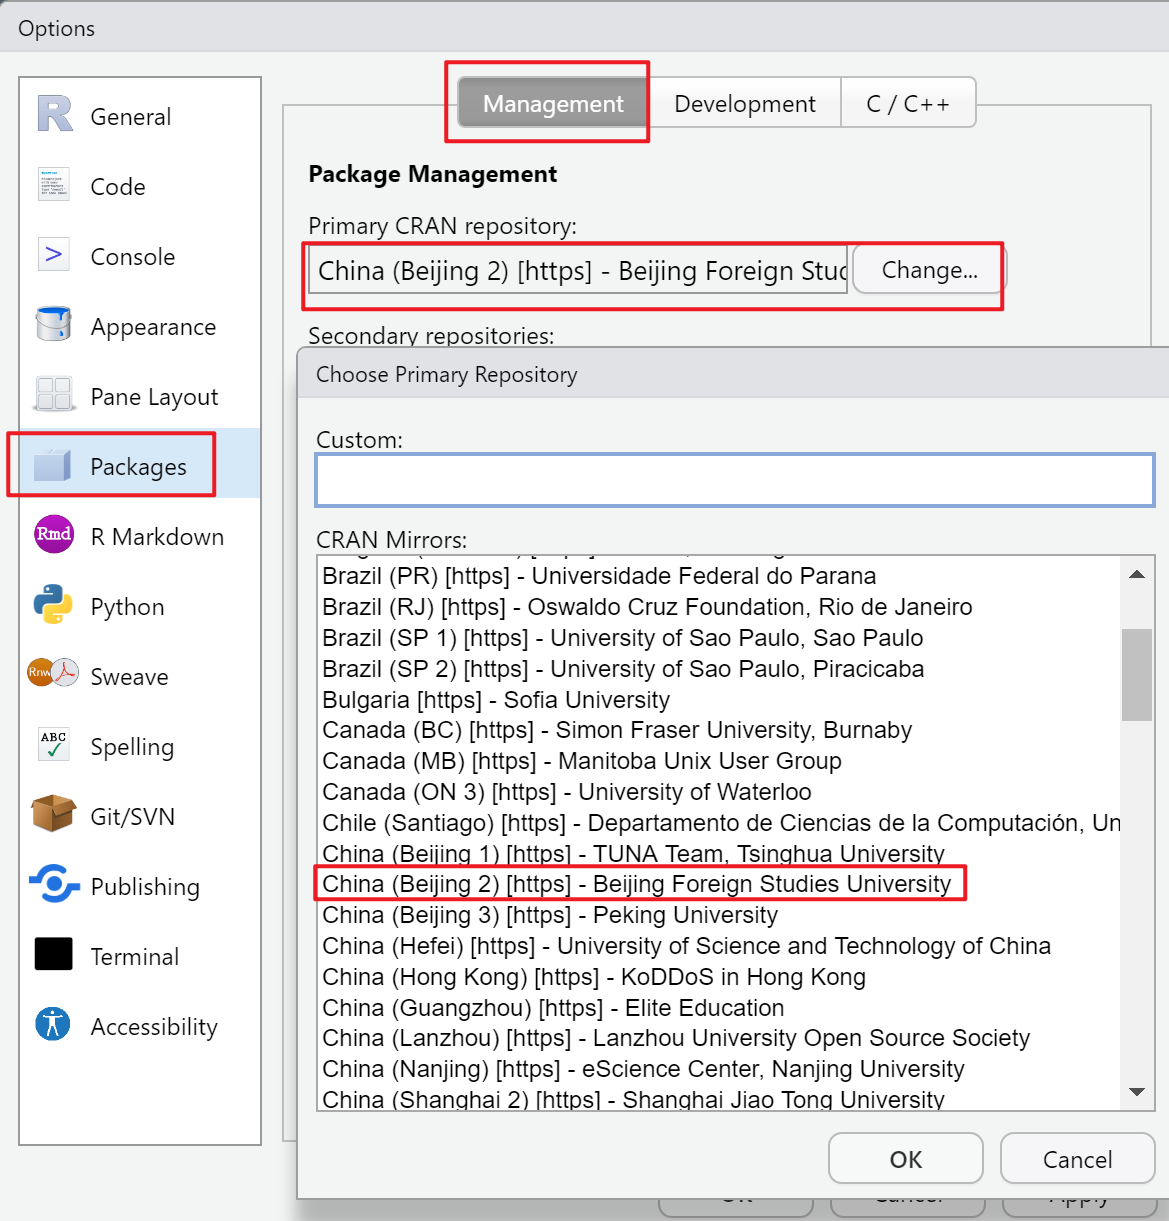 Options
General
Code
Console
Appearance
Pane Layout
Packages
Rmd
R Markdown
Python
Rnw
Sweave
ABC
Spelling
Git/SVN
Publishing
Terminal
Accessibility
Management
Development
C / C++
Package Management
Primary CRAN repository:
China (Beijing 2) [https] - Beijing Foreign Stud
Change...
Secondary repositories:
Choose Primary Repository
Custom:
CRAN Mirrors:
Brazil (PR) [https] - Universidade Federal do Parana
Brazil (RJ) [https] - Oswaldo Cruz Foundation, Rio de Janeiro
Brazil (SP 1) [https] - University of Sao Paulo, Sao Paulo
Brazil (SP 2) [https] - University of Sao Paulo, Piracicaba
Bulgaria [https] - Sofia University
Canada (BC) [https] - Simon Fraser University, Burnaby
Canada (MB) [https] - Manitoba Unix User Group
Canada (ON 3) [https] - University of Waterloo
Chile (Santiago) [https] - Departamento de Ciencias de la Computación, Un
China (Beijing 1) [https] - TUNA Team, Tsinghua University
China (Beijing 2) [https] - Beijing Foreign Studies University
China (Beijing 3) [https] - Peking University
China (Hefei) [https] - University of Science and Technology of China
China (Hong Kong) [https] - KoDDoS in Hong Kong
China (Guangzhou) [https] - Elite Education
China (Lanzhou) [https] - Lanzhou University Open Source Society
China (Nanjing) [https] - eScience Center, Nanjing University
China (Shanghai 2) [https] - Shanghai Jiao Tong University
OK
Cancel
OK
Cancel
Apply